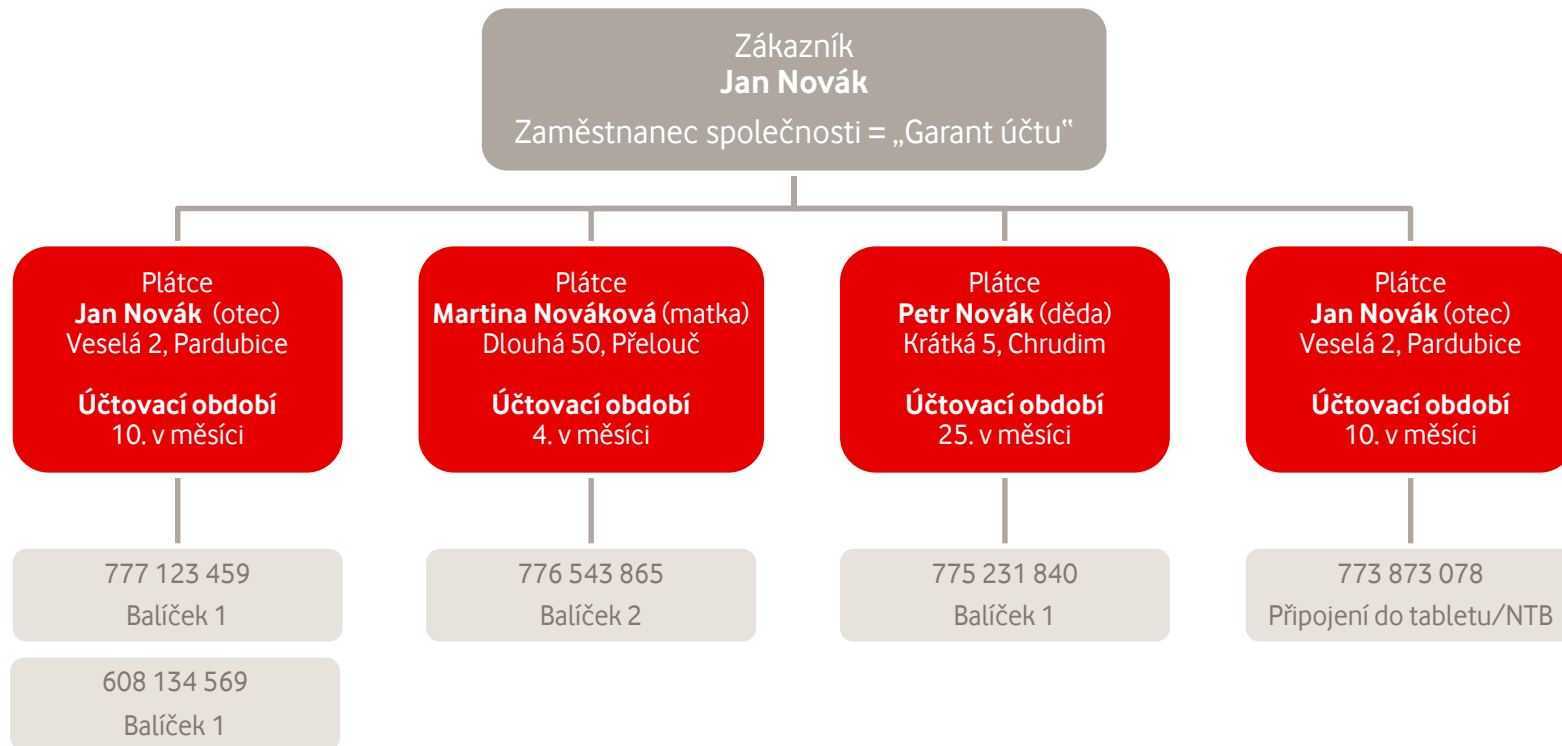 Zákazník
Jan Novák
Zaměstnanec společnosti = „Garant účtu“
Plátce
Jan Novák (otec)
Veselá 2, Pardubice
Účtovací období
10. v měsíci
777 123 459
Balíček 1
608 134 569
Balíček 1
Plátce
Martina Nováková (matka)
Dlouhá 50, Přelouč
Účtovací období
4. v měsíci
776 543 865
Balíček 2
Plátce
Petr Novák (děda)
Krátká 5, Chrudim
Účtovací období
25. v měsíci
775 231 840
Balíček 1
Plátce
Jan Novák (otec)
Veselá 2, Pardubice
Účtovací období
10. v měsíci
773 873 078
Připojení do tabletu/NTB